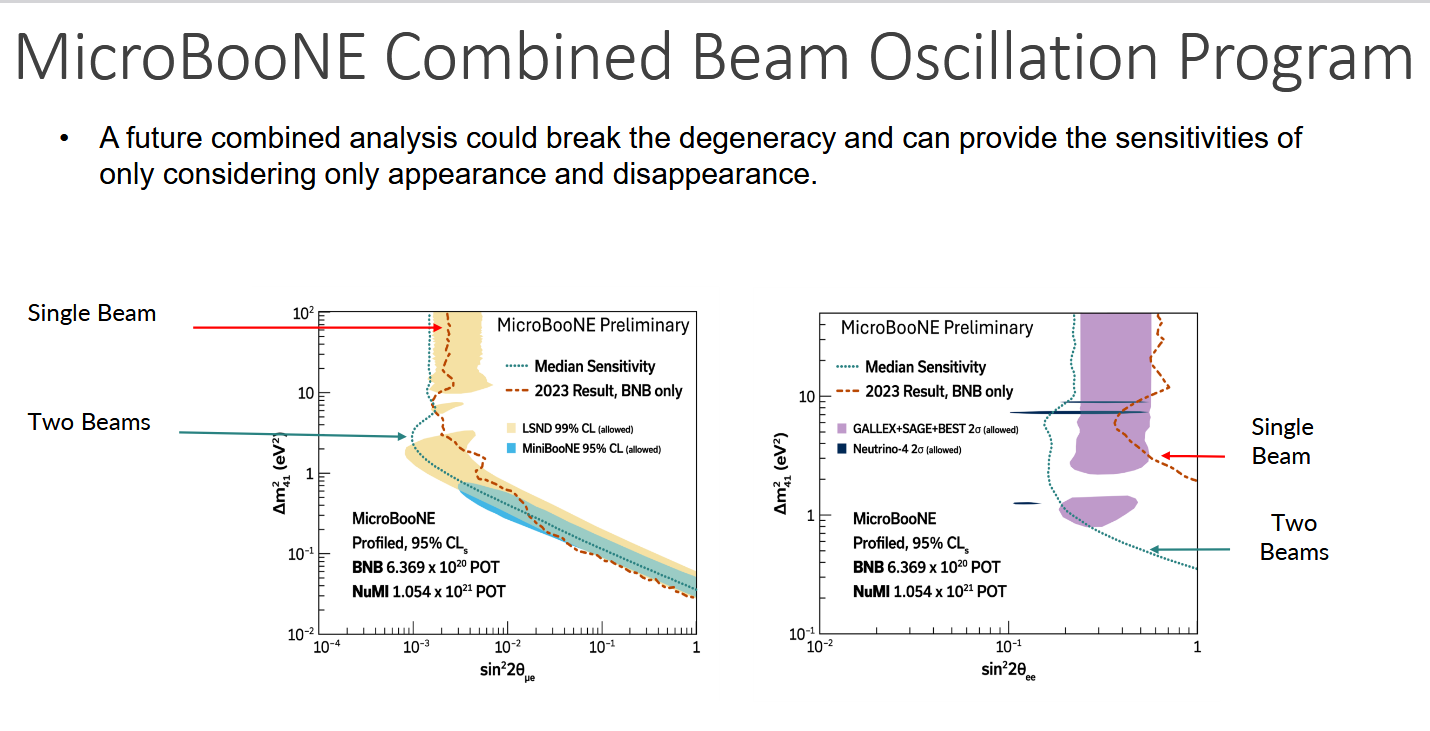 MicroBooNE Combined Beam Oscillation Program
• A future combined analysis could break the degeneracy and can provide the sensitivities of
only considering only appearance and disappearance.
Single Beam
Two Beams
MicroBooNE Preliminary
Median Sensitivity
2023 Result, BNB only
LSND 99% CL (allowed)
MiniBooNE 95% CL (allowed)
MicroBooNE
Profiled, 95% CLₛ
BNB 6.369 x 10²⁰ POT
NuMI 1.054 x 10²¹ POT
10²
10
1
10⁻¹
10⁻²
Δm²₄₁ (eV²)
10⁻⁴ 10⁻³ 10⁻² 10⁻¹ 1
sin²2θμe
MicroBooNE Preliminary
Median Sensitivity
2023 Result, BNB only
GALLEX+SAGE+BEST 2σ (allowed)
Neutrino-4 2σ (allowed)
MicroBooNE
Profiled, 95% CLₛ
BNB 6.369 x 10²⁰ POT
NuMI 1.054 x 10²¹ POT
10
1
10⁻¹
Δm²₄₁ (eV²)
10⁻² 10⁻¹ 1
sin²2θee
Single
Beam
Two
Beams